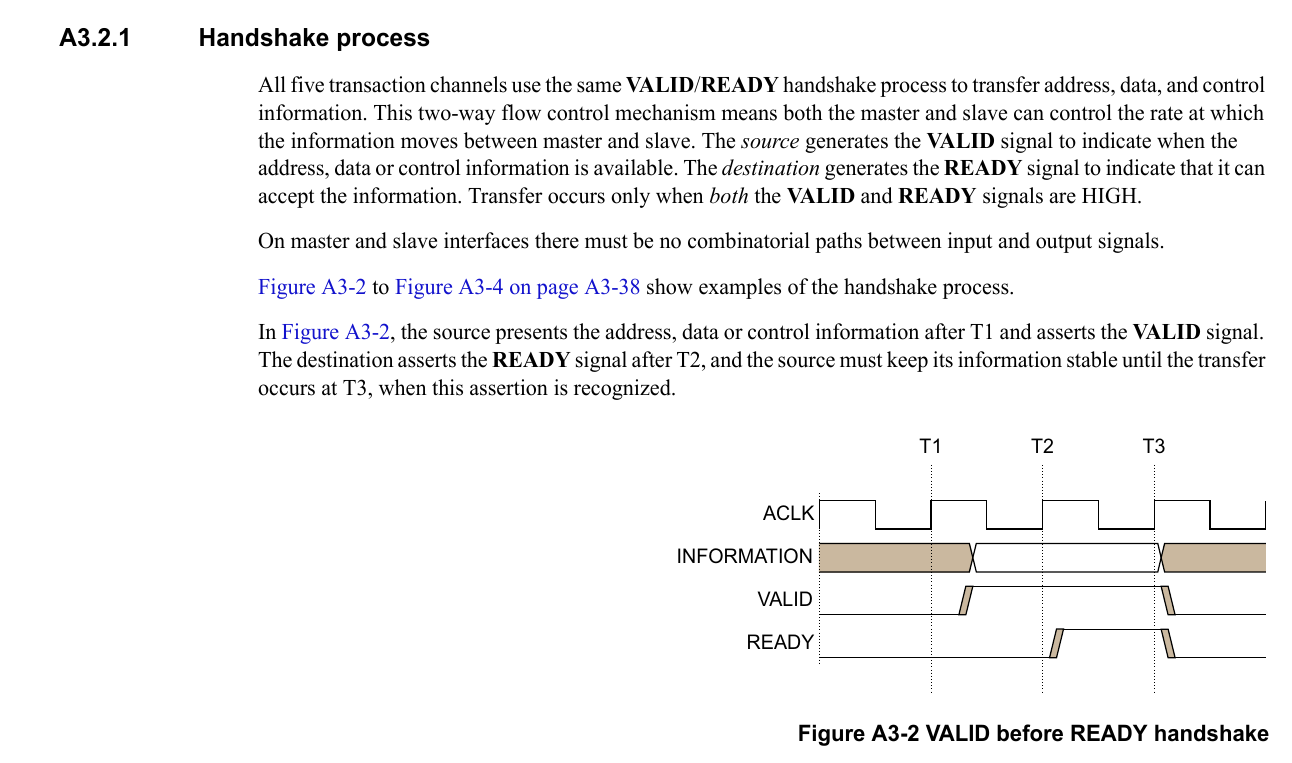 A3.2.1 Handshake process
All five transaction channels use the same VALID/READY handshake process to transfer address, data, and control
information. This two-way flow control mechanism means both the master and slave can control the rate at which
the information moves between master and slave. The source generates the VALID signal to indicate when the
address, data or control information is available. The destination generates the READY signal to indicate that it can
accept the information. Transfer occurs only when both the VALID and READY signals are HIGH.
On master and slave interfaces there must be no combinatorial paths between input and output signals.
Figure A3-2 to Figure A3-4 on page A3-38 show examples of the handshake process.
In Figure A3-2, the source presents the address, data or control information after T1 and asserts the VALID signal.
The destination asserts the READY signal after T2, and the source must keep its information stable until the transfer
occurs at T3, when this assertion is recognized.
T1 T2 T3
ACLK
INFORMATION
VALID
READY
Figure A3-2 VALID before READY handshake